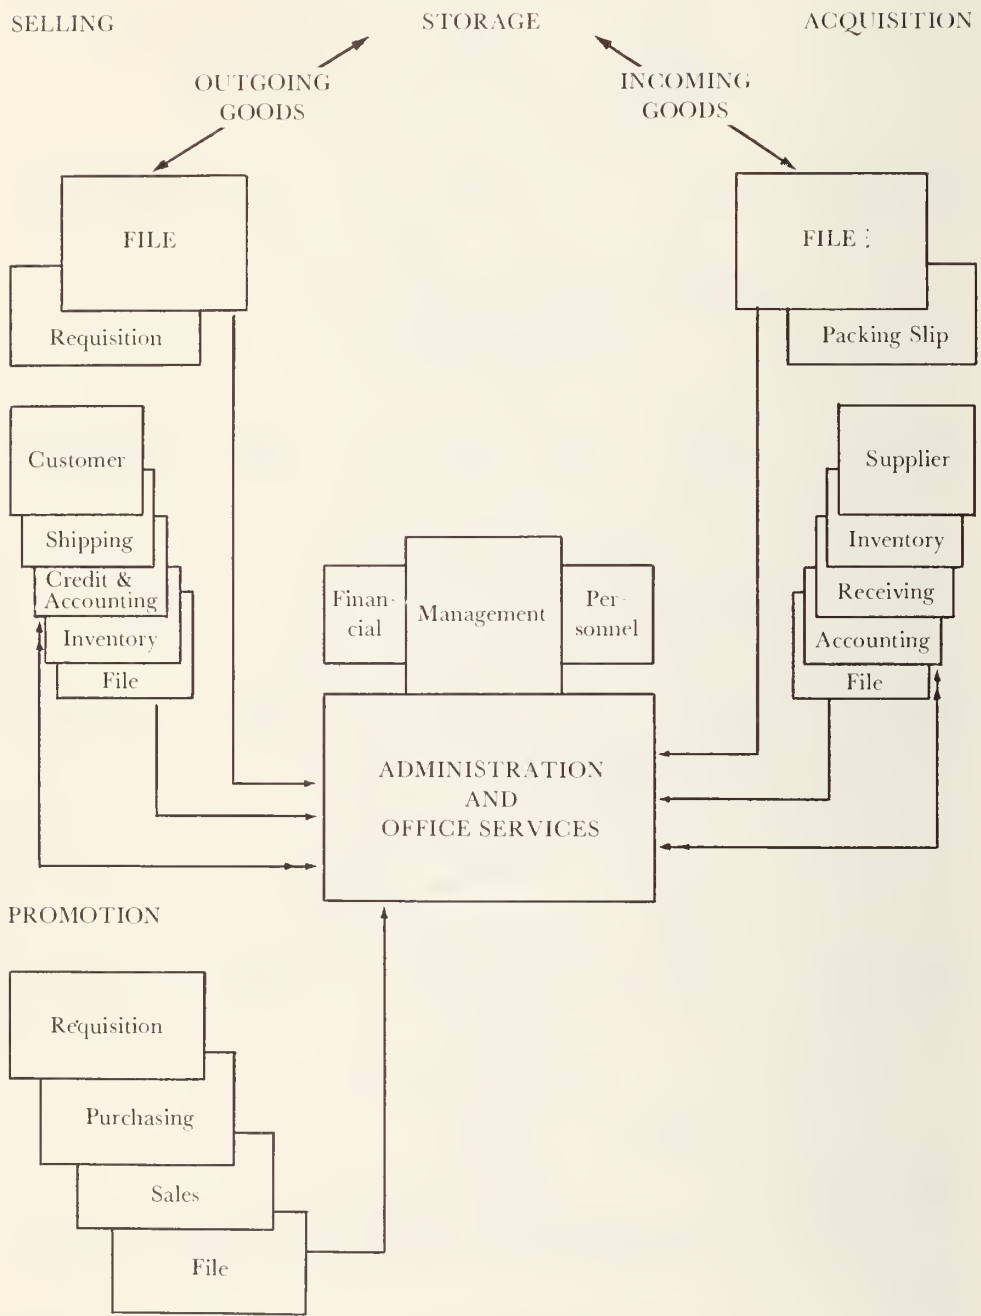 SELLING
STORAGE
ACQUISITION
OUTGOING
GOODS
INCOMING
GOODS
FILE
Requisition
FILE
Packing Slip
Customer
Shipping
Credit &
Accounting
Inventory
File
Supplier
Inventory
Receiving
Accounting
File
Finan-
cial
Management
Per-
sonnel
ADMINISTRATION
AND
OFFICE SERVICES
PROMOTION
Requisition
Purchasing
Sales
File